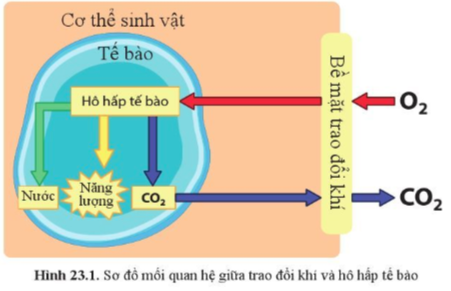 Cơ thể sinh vật
Tế bào
Hô hấp tế bào
Nước
Năng
lượng
CO₂
Bề mặt trao đổi khí
O₂
CO₂
Hình 23.1. Sơ đồ mối quan hệ giữa trao đổi khí và hô hấp tế bào